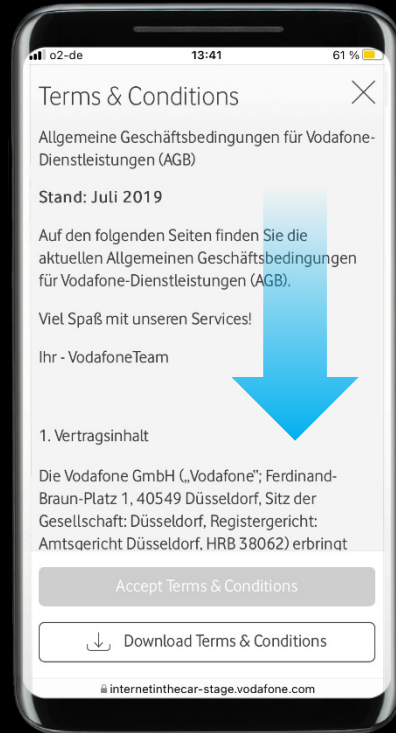 o2-de 13:41 61 %
Terms & Conditions
Allgemeine Geschäftsbedingungen für Vodafone-
Dienstleistungen (AGB)
Stand: Juli 2019
Auf den folgenden Seiten finden Sie die
aktuellen Allgemeinen Geschäftsbedingungen
für Vodafone-Dienstleistungen (AGB).
Viel Spaß mit unseren Services!
Ihr - VodafoneTeam
1. Vertragsinhalt
Die Vodafone GmbH („Vodafone“; Ferdinand-
Braun-Platz 1, 40549 Düsseldorf, Sitz der
Gesellschaft: Düsseldorf, Registergericht:
Amtsgericht Düsseldorf, HRB 38062) erbringt
Accept Terms & Conditions
Download Terms & Conditions
internetinthecar-stage.vodafone.com